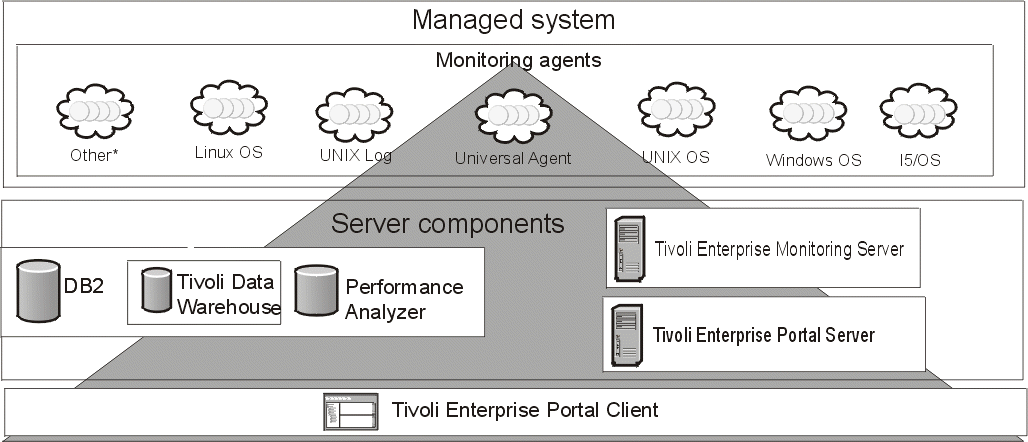 Managed system
Monitoring agents
Other*
Linux OS
UNIX Log
Universal Agent
UNIX OS
Windows OS
I5/OS
Server components
Tivoli Enterprise Monitoring Server
DB2
Tivoli Data
Warehouse
Performance
Analyzer
Tivoli Enterprise Portal Server
Tivoli Enterprise Portal Client